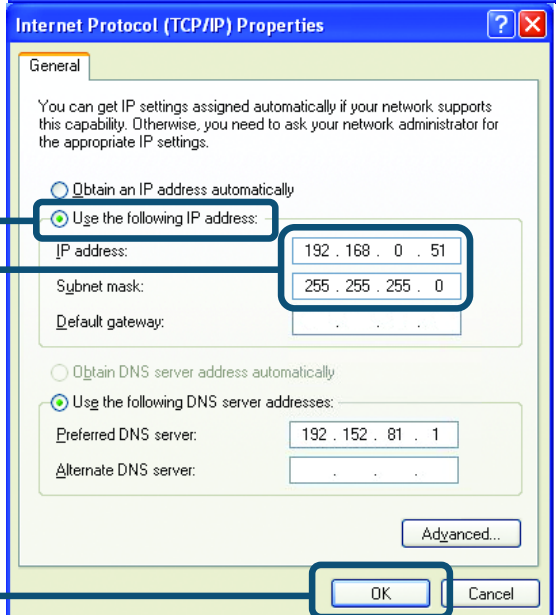 Internet Protocol (TCP/IP) Properties
General
You can get IP settings assigned automatically if your network supports
this capability. Otherwise, you need to ask your network administrator for
the appropriate IP settings.
Obtain an IP address automatically
Use the following IP address:
IP address: 192 . 168 . 0 . 51
Subnet mask: 255 . 255 . 255 . 0
Default gateway: . . .
Obtain DNS server address automatically
Use the following DNS server addresses:
Preferred DNS server: 192 . 152 . 81 . 1
Alternate DNS server: . . .
Advanced...
OK Cancel